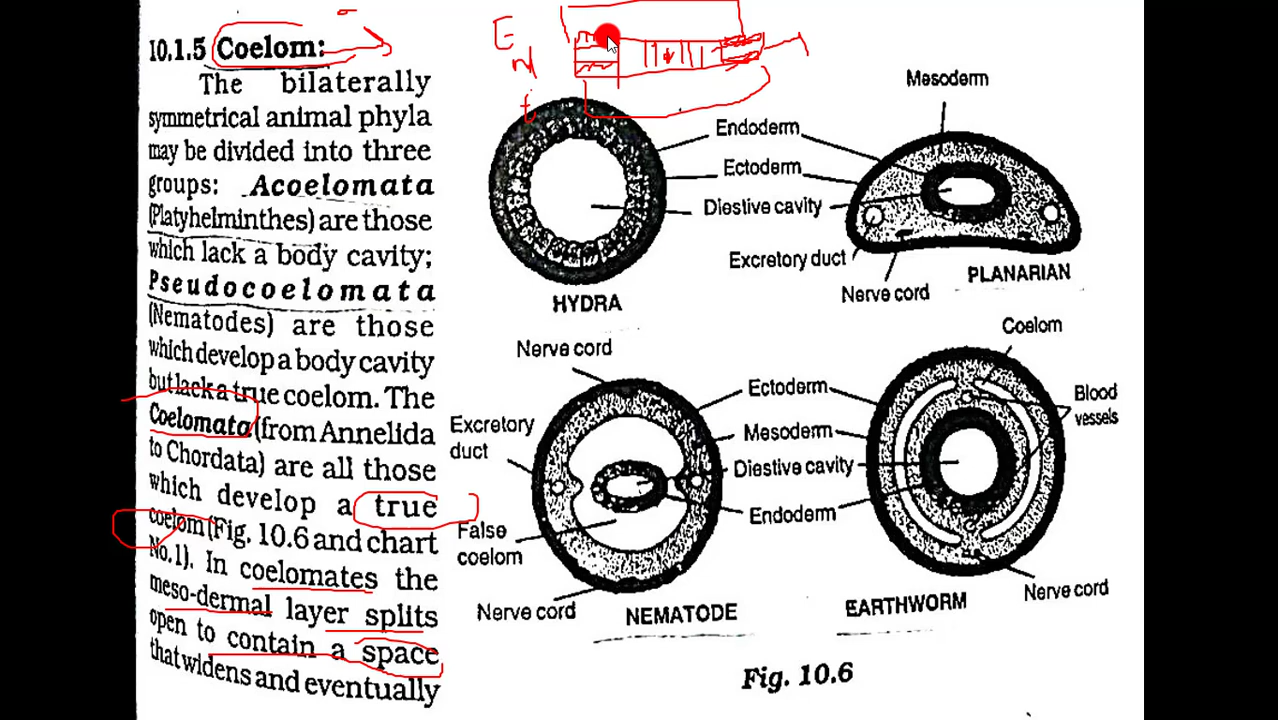 10.1.5 Coelom:
The bilaterally
symmetrical animal phyla
may be divided into three
groups: Acoelomata
(Platyhelminthes) are those
which lack a body cavity;
Pseudocoelomata
(Nematodes) are those
which develop a body cavity
but lack a true coelom. The
Coelomata (from Annelida
to Chordata) are all those
which develop a true
coelom (Fig. 10.6 and chart
No. 1). In coelomates the
meso-dermal layer splits
open to contain a space
that widens and eventually
E
Mesoderm
Endoderm
Ectoderm
Diestive cavity
Excretory duct
Nerve cord
HYDRA
PLANARIAN
Nerve cord
Excretory
duct
False
coelom
Nerve cord
Ectoderm
Mesoderm
Diestive cavity
Endoderm
Coelom
Blood
vessels
Nerve cord
NEMATODE
EARTHWORM
Fig. 10.6